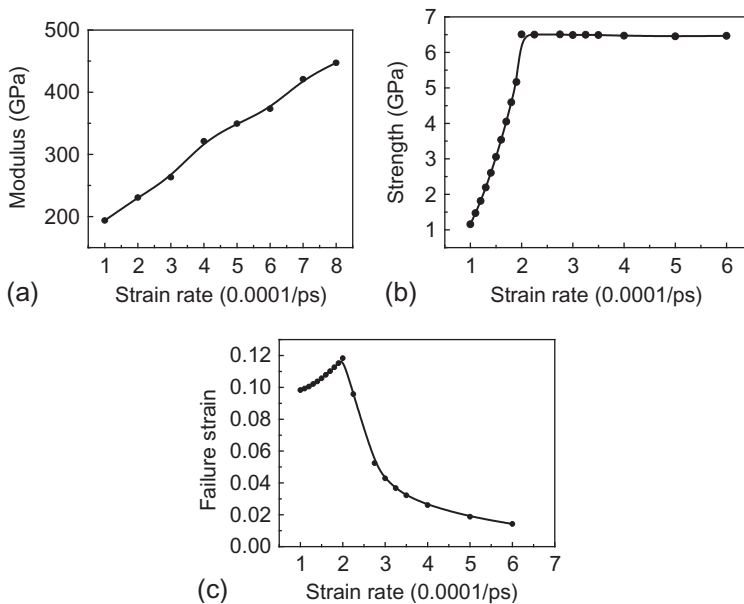 500
400
300
200
Modulus (GPa)
1 2 3 4 5 6 7 8
Strain rate (0.0001/ps)
(a)
7
6
5
4
3
2
1
Strength (GPa)
1 2 3 4 5 6
Strain rate (0.0001/ps)
(b)
0.12
0.10
0.08
0.06
0.04
0.02
0.00
Failure strain
1 2 3 4 5 6 7
Strain rate (0.0001/ps)
(c)